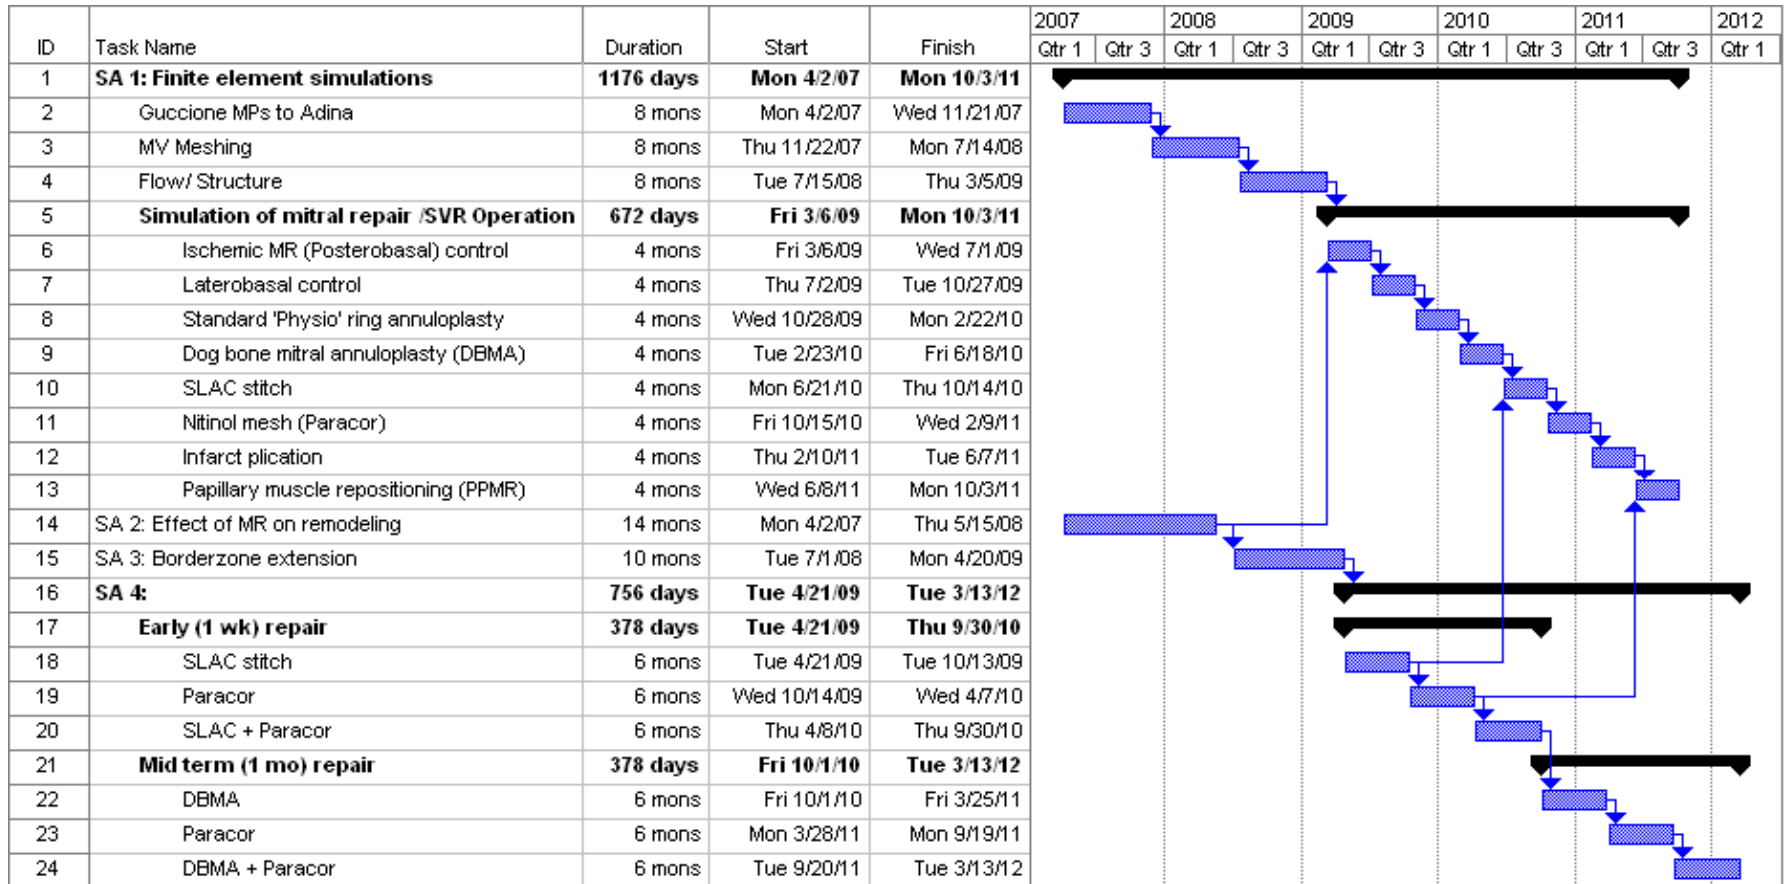 2007 2008 2009 2010 2011 2012
ID Task Name Duration Start Finish Qtr 1 Qtr 3 Qtr 1 Qtr 3 Qtr 1 Qtr 3 Qtr 1 Qtr 3 Qtr 1 Qtr 3 Qtr 1
1 SA 1: Finite element simulations 1176 days Mon 4/2/07 Mon 10/3/11
2 Guccione MPs to Adina 8 mons Mon 4/2/07 Wed 11/21/07
3 MV Meshing 8 mons Thu 11/22/07 Mon 7/14/08
4 Flow/ Structure 8 mons Tue 7/15/08 Thu 3/5/09
5 Simulation of mitral repair /SVR Operation 672 days Fri 3/6/09 Mon 10/3/11
6 Ischemic MR (Posterobasal) control 4 mons Fri 3/6/09 Wed 7/1/09
7 Laterobasal control 4 mons Thu 7/2/09 Tue 10/27/09
8 Standard 'Physio' ring annuloplasty 4 mons Wed 10/28/09 Mon 2/22/10
9 Dog bone mitral annuloplasty (DBMA) 4 mons Tue 2/23/10 Fri 6/18/10
10 SLAC stitch 4 mons Mon 6/21/10 Thu 10/14/10
11 Nitinol mesh (Paracor) 4 mons Fri 10/15/10 Wed 2/9/11
12 Infarct plication 4 mons Thu 2/10/11 Tue 6/7/11
13 Papillary muscle repositioning (PPMR) 4 mons Wed 6/8/11 Mon 10/3/11
14 SA 2: Effect of MR on remodeling 14 mons Mon 4/2/07 Thu 5/15/08
15 SA 3: Borderzone extension 10 mons Tue 7/1/08 Mon 4/20/09
16 SA 4: 756 days Tue 4/21/09 Tue 3/13/12
17 Early (1 wk) repair 378 days Tue 4/21/09 Thu 9/30/10
18 SLAC stitch 6 mons Tue 4/21/09 Tue 10/13/09
19 Paracor 6 mons Wed 10/14/09 Wed 4/7/10
20 SLAC + Paracor 6 mons Thu 4/8/10 Thu 9/30/10
21 Mid term (1 mo) repair 378 days Fri 10/1/10 Tue 3/13/12
22 DBMA 6 mons Fri 10/1/10 Fri 3/25/11
23 Paracor 6 mons Mon 3/28/11 Mon 9/19/11
24 DBMA + Paracor 6 mons Tue 9/20/11 Tue 3/13/12